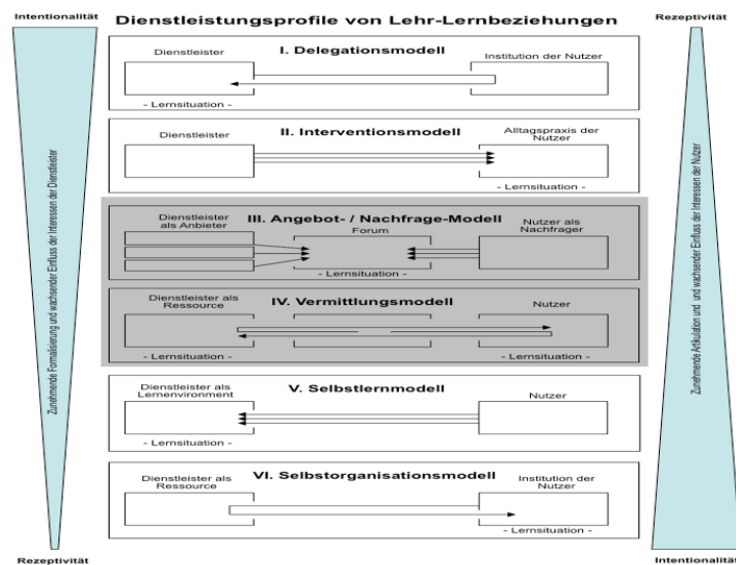 Dienstleistungsprofile von Lehr-Lernbeziehungen
Intentionalität
Rezeptivität
I. Delegationsmodell
Dienstleister
Institution der Nutzer
- Lernsituation -
II. Interventionsmodell
Dienstleister
Alltagspraxis der
Nutzer
- Lernsituation -
III. Angebot- / Nachfrage-Modell
Dienstleister
als Anbieter
Forum
Nutzer als
Nachfrager
- Lernsituation -
IV. Vermittlungsmodell
Dienstleister als
Ressource
Nutzer
- Lernsituation -
- Lernsituation -
V. Selbstlernmodell
Dienstleister als
Lernenvironment
Nutzer
- Lernsituation -
VI. Selbstorganisationsmodell
Dienstleister als
Ressource
Institution der
Nutzer
- Lernsituation -
Zunehmende Formalisierung und wachsender Einfluss der Interessen der Dienstleister
Zunehmende Artikulation und und wachsender Einfluss der Interessen der Nutzer
Rezeptivität
Intentionalität